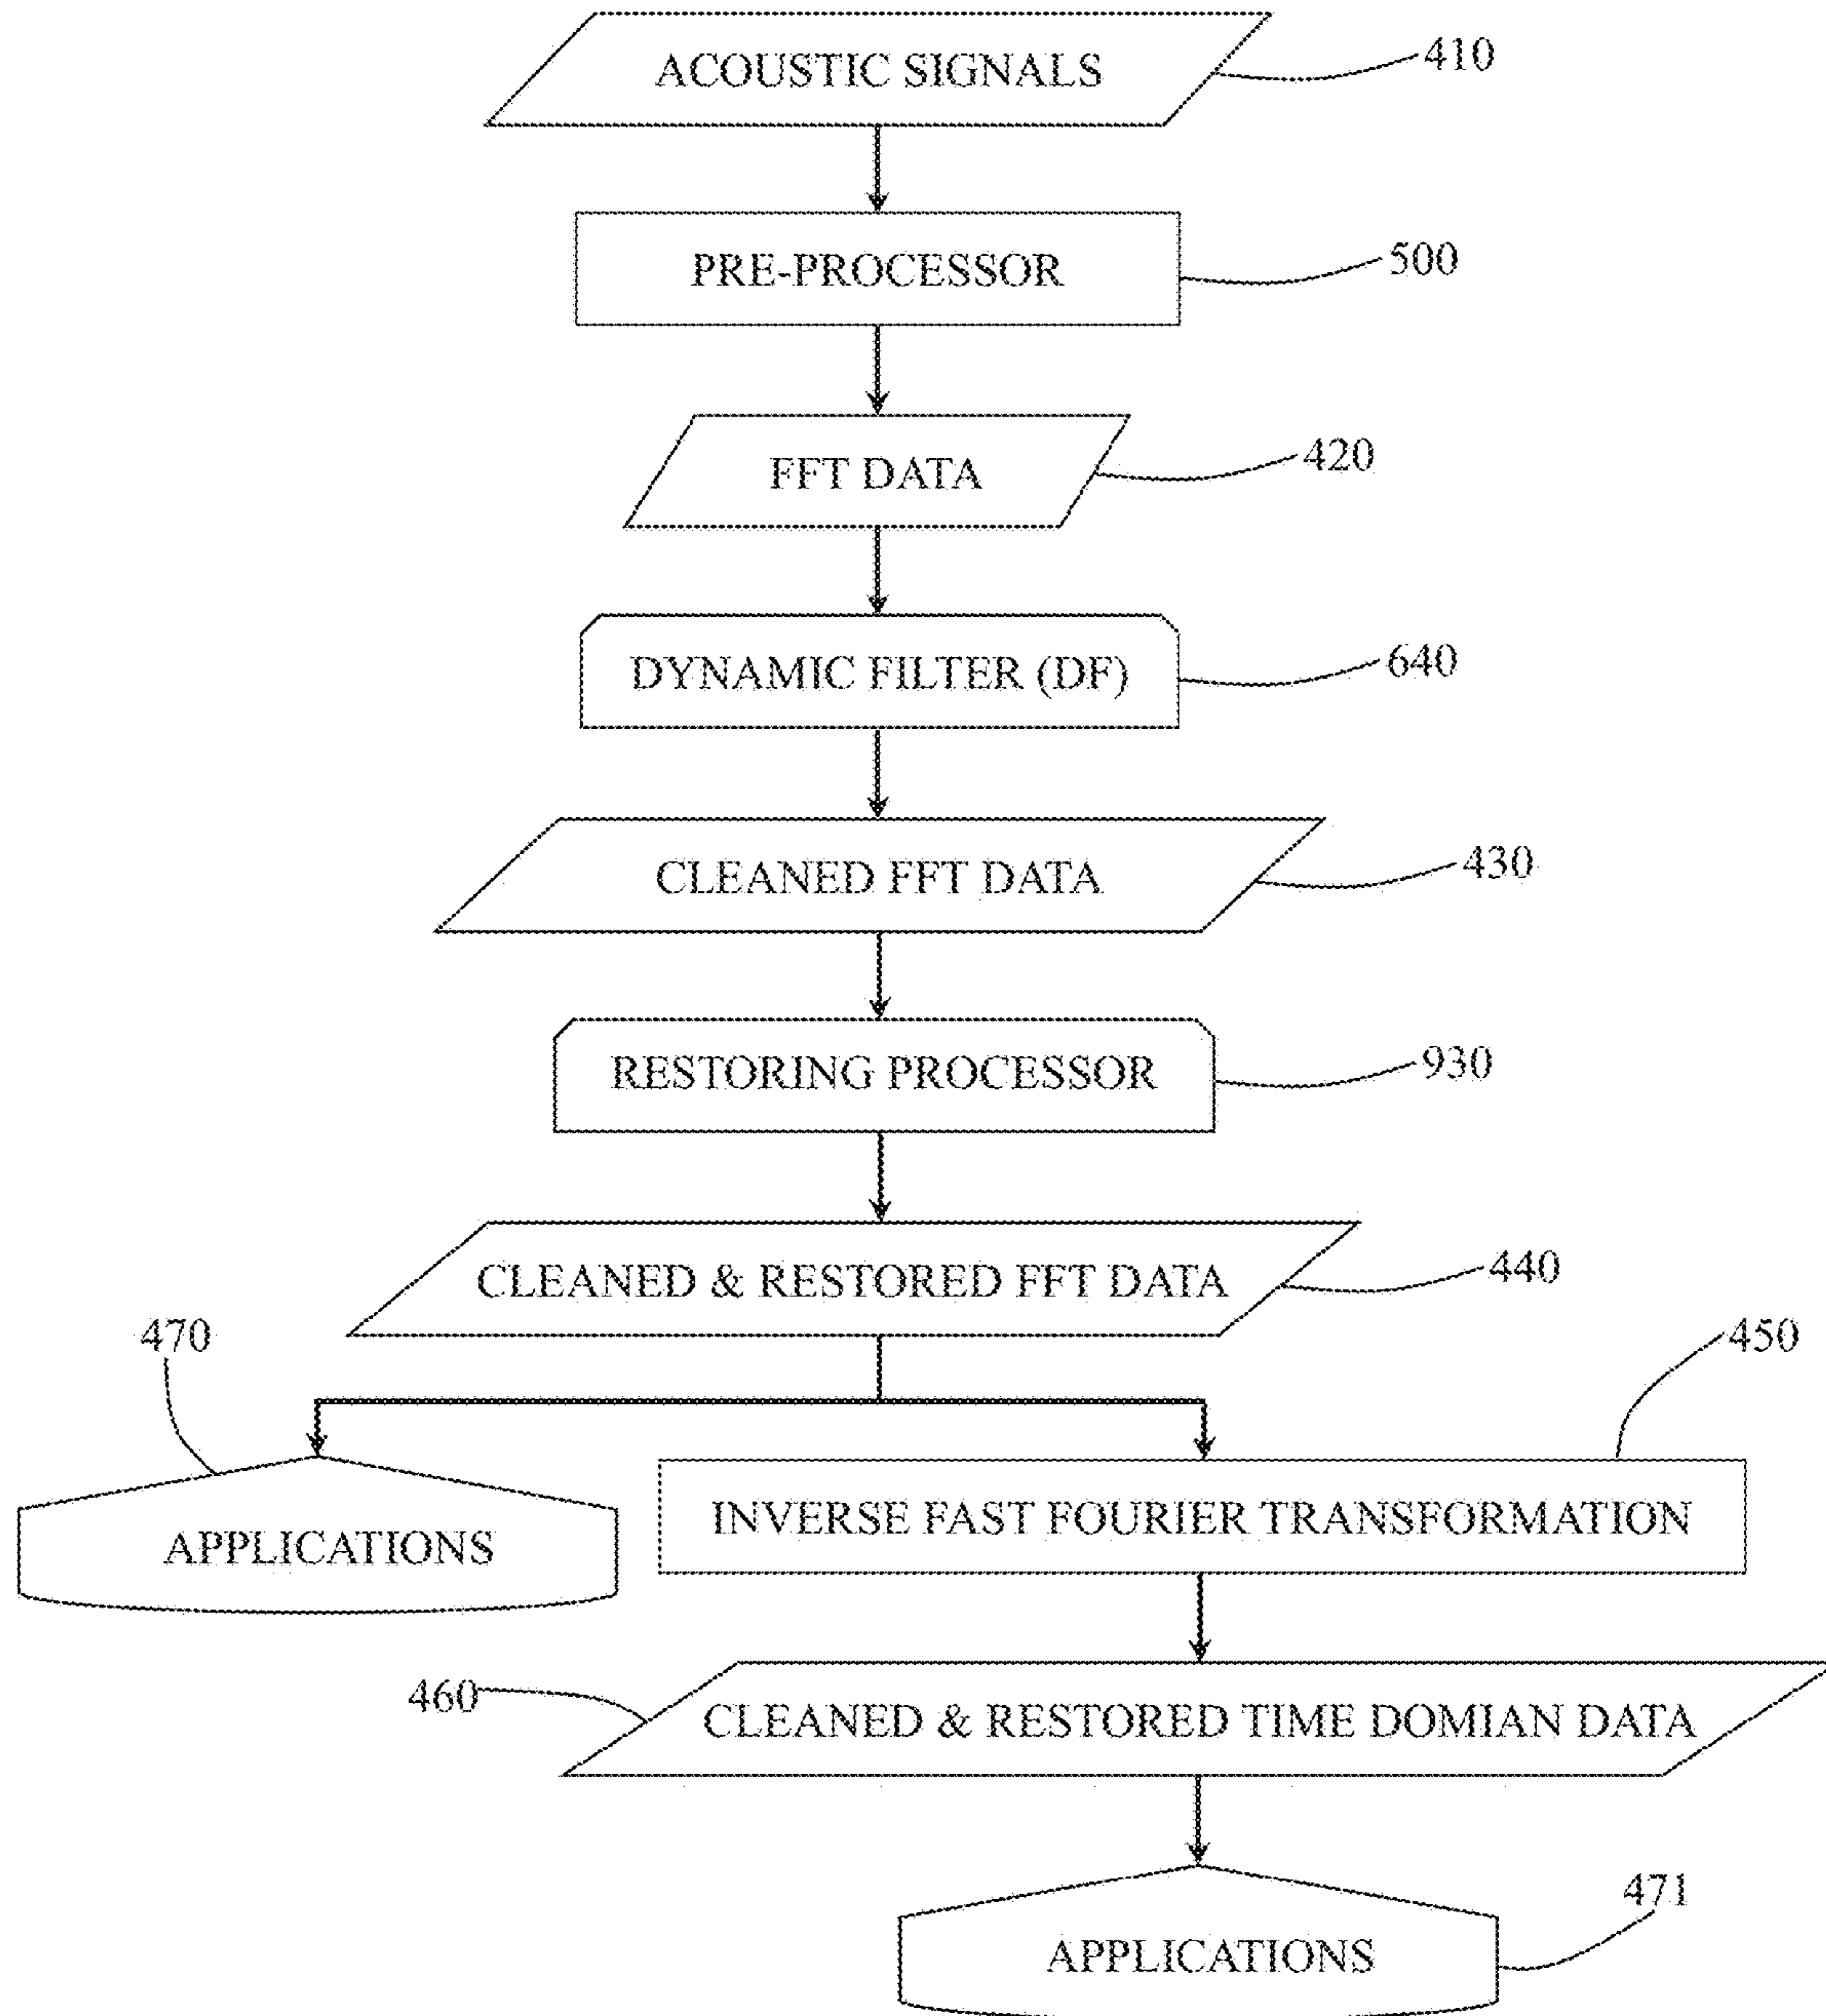 ACOUSTIC SIGNALS
410
PRE-PROCESSOR
500
FFT DATA
420
DYNAMIC FILTER (DF)
640
CLEANED FFT DATA
430
RESTORING PROCESSOR
930
CLEANED & RESTORED FFT DATA
440
470
450
APPLICATIONS
INVERSE FAST FOURIER TRANSFORMATION
460
CLEANED & RESTORED TIME DOMIAN DATA
471
APPLICATIONS